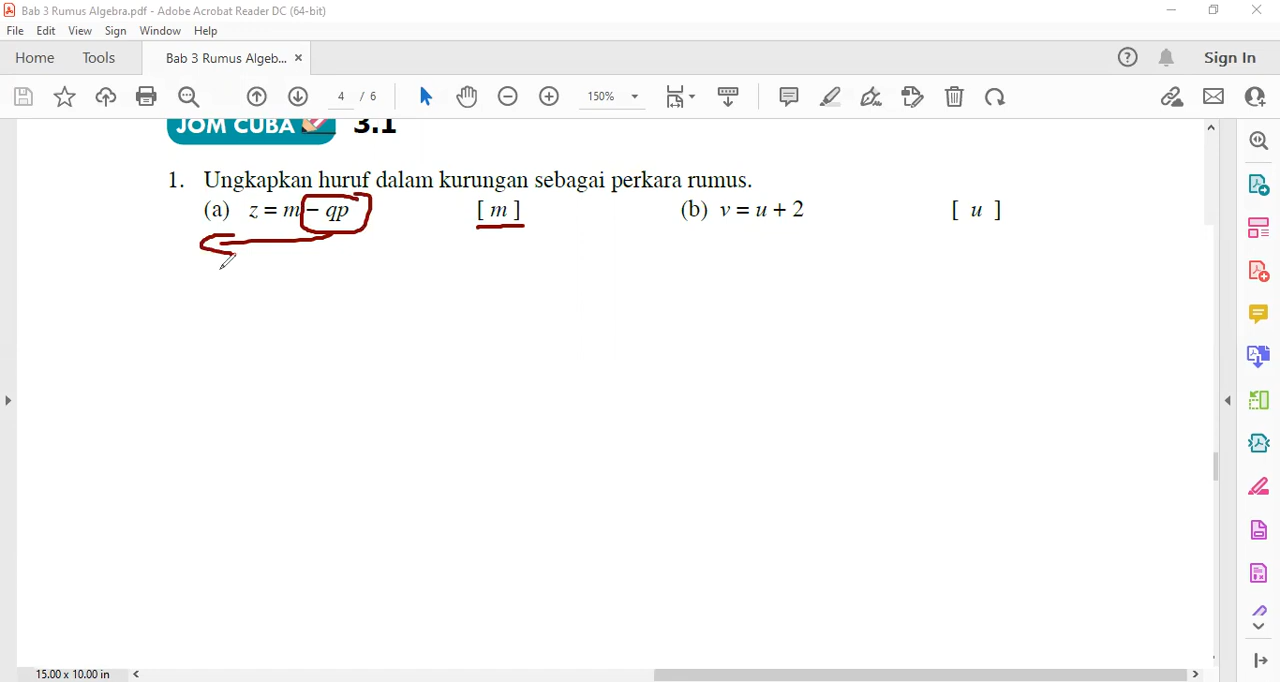 Bab 3 Rumus Algebra.pdf - Adobe Acrobat Reader DC (64-bit)
File Edit View Sign Window Help
Home Tools Bab 3 Rumus Algeb... × Sign In
4 / 6 150%
JOM CUBA 3.1
1. Ungkapkan huruf dalam kurungan sebagai perkara rumus.
(a) z = m − qp [ m ] (b) v = u + 2 [ u ]
15.00 x 10.00 in